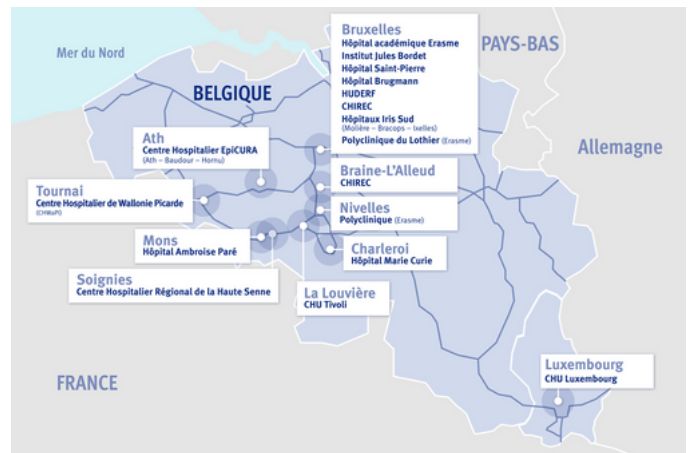 Mer du Nord
BELGIQUE
PAYS-BAS
Allemagne
FRANCE
Bruxelles
Hôpital académique Erasme
Institut Jules Bordet
Hôpital Saint-Pierre
Hôpital Brugmann
HUDERF
CHIREC
Hôpitaux Iris Sud
(Molière – Bracops – Ixelles)
Polyclinique du Lothier (Erasme)
Ath
Centre Hospitalier EpiCURA
(Ath – Baudour – Hornu)
Braine-L'Alleud
CHIREC
Tournai
Centre Hospitalier de Wallonie Picarde
(CHwaPi)
Nivelles
Polyclinique (Erasme)
Mons
Hôpital Ambroise Paré
Charleroi
Hôpital Marie Curie
Soignies
Centre Hospitalier Régional de la Haute Senne
La Louvière
CHU Tivoli
Luxembourg
CHU Luxembourg